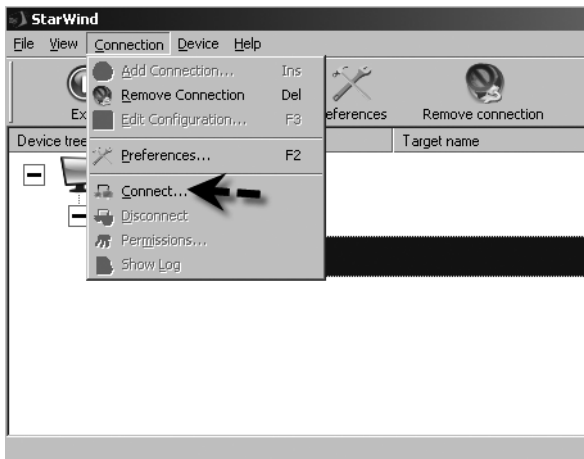 StarWind
File View Connection Device Help
Add Connection... Ins
Remove Connection Del
Edit Configuration... F3
Preferences... F2
Connect...
Disconnect
Permissions...
Show Log
Ex
eferences
Remove connection
Device tree
Target name